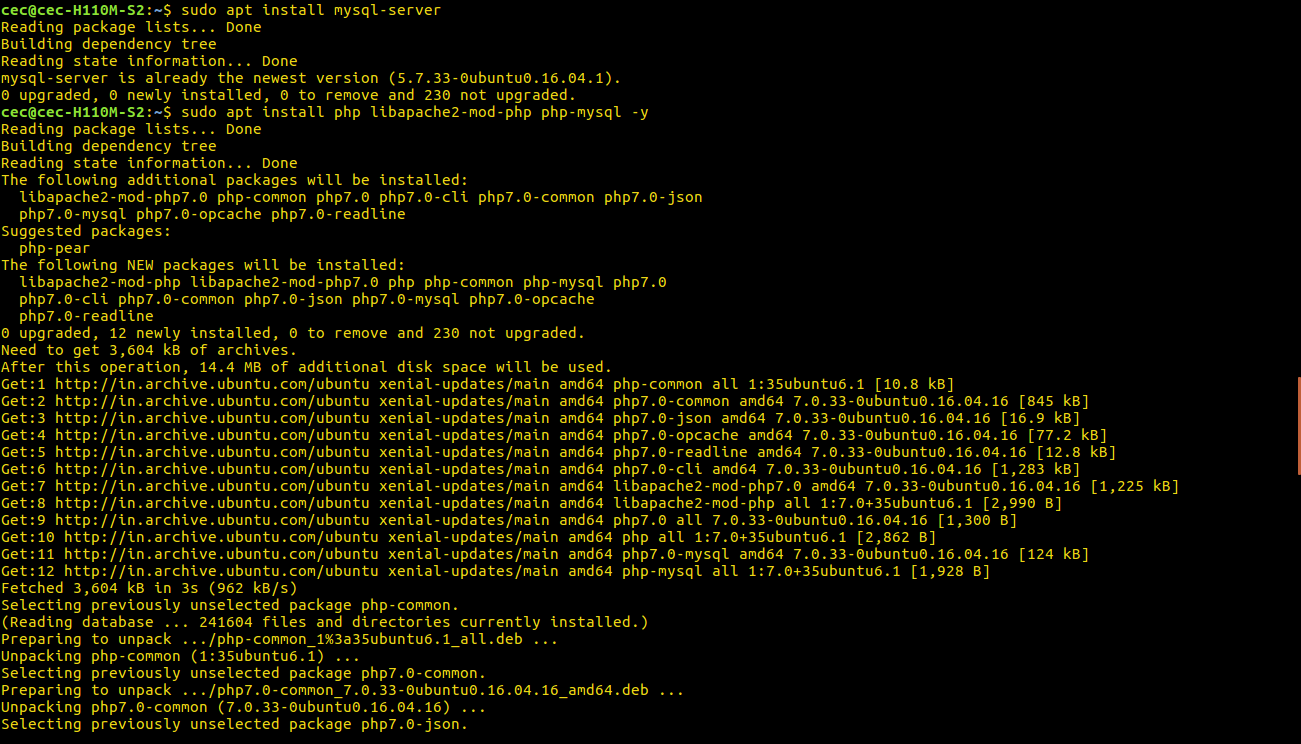 cec@cec-H110M-S2:~$ sudo apt install mysql-server
Reading package lists... Done
Building dependency tree
Reading state information... Done
mysql-server is already the newest version (5.7.33-0ubuntu0.16.04.1).
0 upgraded, 0 newly installed, 0 to remove and 230 not upgraded.
cec@cec-H110M-S2:~$ sudo apt install php libapache2-mod-php php-mysql -y
Reading package lists... Done
Building dependency tree
Reading state information... Done
The following additional packages will be installed:
  libapache2-mod-php7.0 php-common php7.0 php7.0-cli php7.0-common php7.0-json
  php7.0-mysql php7.0-opcache php7.0-readline
Suggested packages:
  php-pear
The following NEW packages will be installed:
  libapache2-mod-php libapache2-mod-php7.0 php php-common php-mysql php7.0
  php7.0-cli php7.0-common php7.0-json php7.0-mysql php7.0-opcache
  php7.0-readline
0 upgraded, 12 newly installed, 0 to remove and 230 not upgraded.
Need to get 3,604 kB of archives.
After this operation, 14.4 MB of additional disk space will be used.
Get:1 http://in.archive.ubuntu.com/ubuntu xenial-updates/main amd64 php-common all 1:35ubuntu6.1 [10.8 kB]
Get:2 http://in.archive.ubuntu.com/ubuntu xenial-updates/main amd64 php7.0-common amd64 7.0.33-0ubuntu0.16.04.16 [845 kB]
Get:3 http://in.archive.ubuntu.com/ubuntu xenial-updates/main amd64 php7.0-json amd64 7.0.33-0ubuntu0.16.04.16 [16.9 kB]
Get:4 http://in.archive.ubuntu.com/ubuntu xenial-updates/main amd64 php7.0-opcache amd64 7.0.33-0ubuntu0.16.04.16 [77.2 kB]
Get:5 http://in.archive.ubuntu.com/ubuntu xenial-updates/main amd64 php7.0-readline amd64 7.0.33-0ubuntu0.16.04.16 [12.8 kB]
Get:6 http://in.archive.ubuntu.com/ubuntu xenial-updates/main amd64 php7.0-cli amd64 7.0.33-0ubuntu0.16.04.16 [1,283 kB]
Get:7 http://in.archive.ubuntu.com/ubuntu xenial-updates/main amd64 libapache2-mod-php7.0 amd64 7.0.33-0ubuntu0.16.04.16 [1,225 kB]
Get:8 http://in.archive.ubuntu.com/ubuntu xenial-updates/main amd64 libapache2-mod-php all 1:7.0+35ubuntu6.1 [2,990 B]
Get:9 http://in.archive.ubuntu.com/ubuntu xenial-updates/main amd64 php7.0 all 7.0.33-0ubuntu0.16.04.16 [1,300 B]
Get:10 http://in.archive.ubuntu.com/ubuntu xenial-updates/main amd64 php all 1:7.0+35ubuntu6.1 [2,862 B]
Get:11 http://in.archive.ubuntu.com/ubuntu xenial-updates/main amd64 php7.0-mysql amd64 7.0.33-0ubuntu0.16.04.16 [124 kB]
Get:12 http://in.archive.ubuntu.com/ubuntu xenial-updates/main amd64 php-mysql all 1:7.0+35ubuntu6.1 [1,928 B]
Fetched 3,604 kB in 3s (962 kB/s)
Selecting previously unselected package php-common.
(Reading database ... 241604 files and directories currently installed.)
Preparing to unpack .../php-common_1%3a35ubuntu6.1_all.deb ...
Unpacking php-common (1:35ubuntu6.1) ...
Selecting previously unselected package php7.0-common.
Preparing to unpack .../php7.0-common_7.0.33-0ubuntu0.16.04.16_amd64.deb ...
Unpacking php7.0-common (7.0.33-0ubuntu0.16.04.16) ...
Selecting previously unselected package php7.0-json.